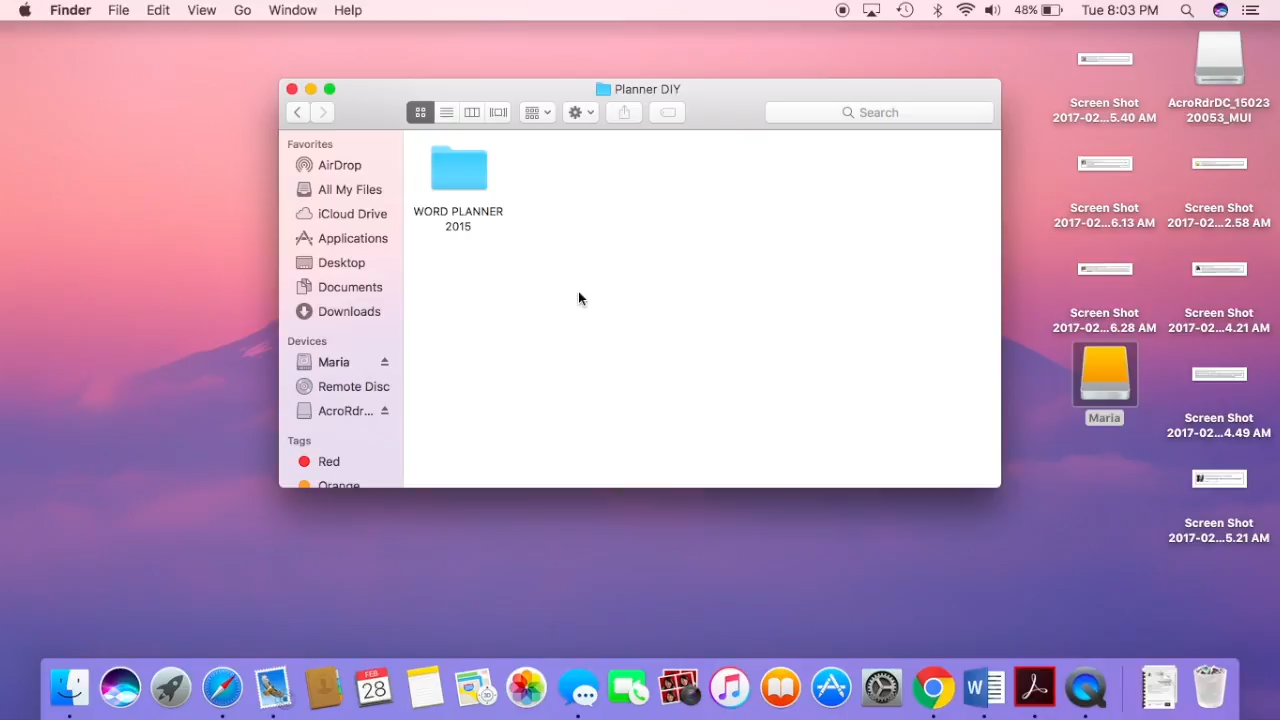 Finder File Edit View Go Window Help
48% Tue 8:03 PM
Planner DIY
Search
Favorites
AirDrop
All My Files
iCloud Drive
Applications
Desktop
Documents
Downloads
Devices
Maria
Remote Disc
AcroRdr...
Tags
Red
Orange
WORD PLANNER
2015
Screen Shot
2017-02...5.40 AM
AcroRdrDC_15023
20053_MUI
Screen Shot
2017-02...6.13 AM
Screen Shot
2017-02...2.58 AM
Screen Shot
2017-02...6.28 AM
Screen Shot
2017-02...4.21 AM
Maria
Screen Shot
2017-02...4.49 AM
Screen Shot
2017-02...5.21 AM
FEB
28